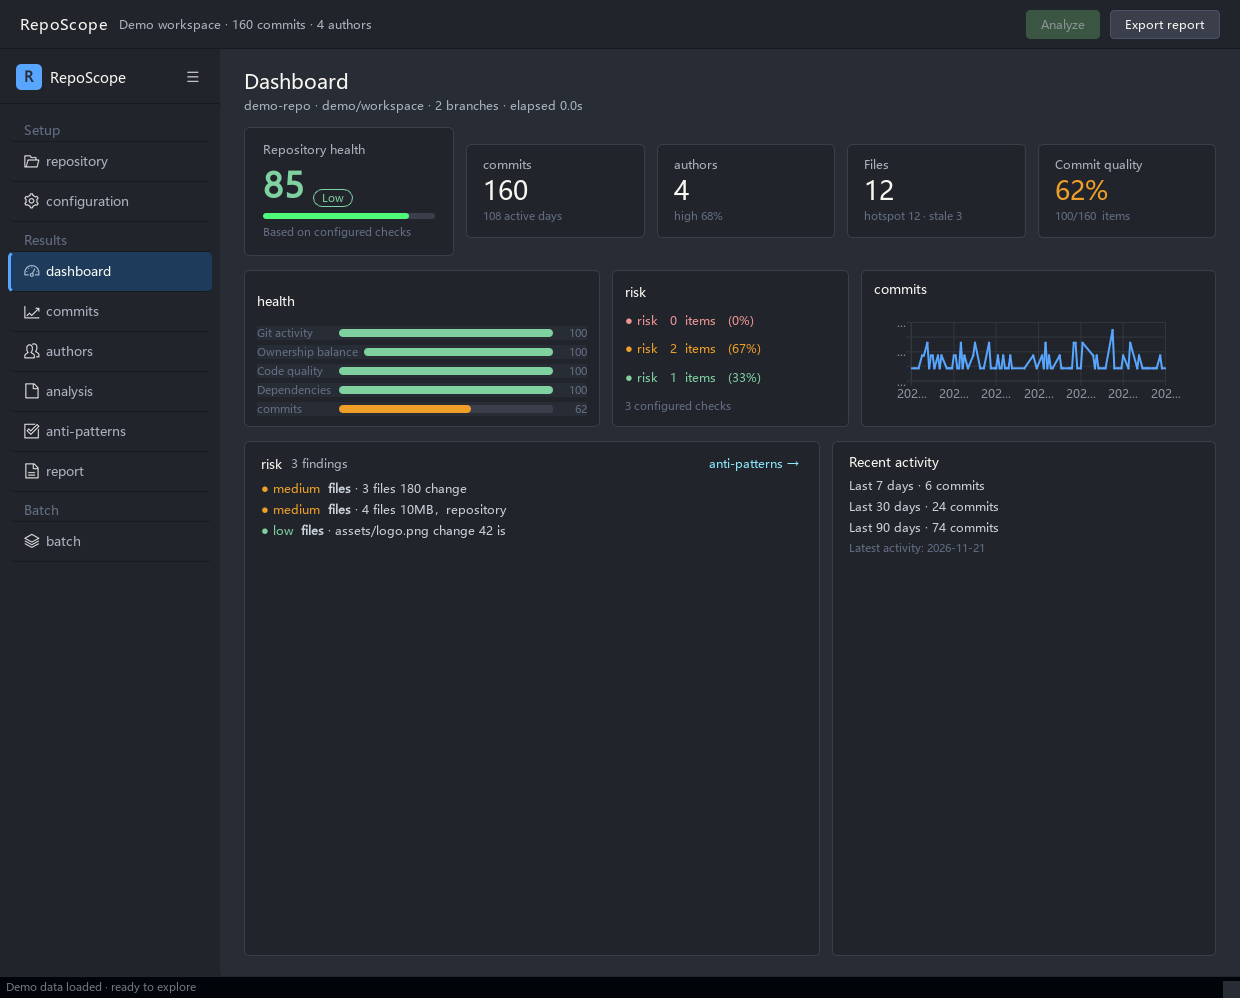 RepoScope Demo workspace · 160 commits · 4 authors Analyze Export report
R RepoScope ☰
Setup
repository
configuration
Results
dashboard
commits
authors
analysis
anti-patterns
report
Batch
batch
Dashboard
demo-repo · demo/workspace · 2 branches · elapsed 0.0s
Repository health
85 Low
Based on configured checks
commits
160
108 active days
authors
4
high 68%
Files
12
hotspot 12 · stale 3
Commit quality
62%
100/160 items
health
Git activity 100
Ownership balance 100
Code quality 100
Dependencies 100
commits 62
risk
● risk 0 items (0%)
● risk 2 items (67%)
● risk 1 items (33%)
3 configured checks
commits
...
...
...
202... 202... 202... 202... 202... 202... 202...
risk 3 findings anti-patterns →
● medium files · 3 files 180 change
● medium files · 4 files 10MB，repository
● low files · assets/logo.png change 42 is
Recent activity
Last 7 days · 6 commits
Last 30 days · 24 commits
Last 90 days · 74 commits
Latest activity: 2026-11-21
Demo data loaded · ready to explore